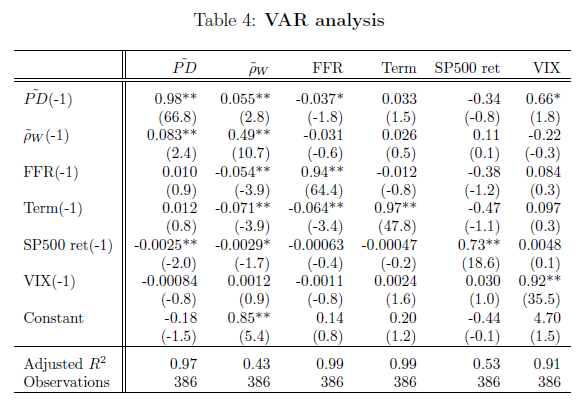 Table 4: VAR analysis
P̃D ρ̃W FFR Term SP500 ret VIX
P̃D(-1) 0.98** 0.055** -0.037* 0.033 -0.34 0.66*
(66.8) (2.8) (-1.8) (1.5) (-0.8) (1.8)
ρ̃W(-1) 0.083** 0.49** -0.031 0.026 0.11 -0.22
(2.4) (10.7) (-0.6) (0.5) (0.1) (-0.3)
FFR(-1) 0.010 -0.054** 0.94** -0.012 -0.38 0.084
(0.9) (-3.9) (64.4) (-0.8) (-1.2) (0.3)
Term(-1) 0.012 -0.071** -0.064** 0.97** -0.47 0.097
(0.8) (-3.9) (-3.4) (47.8) (-1.1) (0.3)
SP500 ret(-1) -0.0025** -0.0029* -0.00063 -0.00047 0.73** 0.0048
(-2.0) (-1.7) (-0.4) (-0.2) (18.6) (0.1)
VIX(-1) -0.00084 0.0012 -0.0011 0.0024 0.030 0.92**
(-0.8) (0.9) (-0.8) (1.6) (1.0) (35.5)
Constant -0.18 0.85** 0.14 0.20 -0.44 4.70
(-1.5) (5.4) (0.8) (1.2) (-0.1) (1.5)
Adjusted R² 0.97 0.43 0.99 0.99 0.53 0.91
Observations 386 386 386 386 386 386